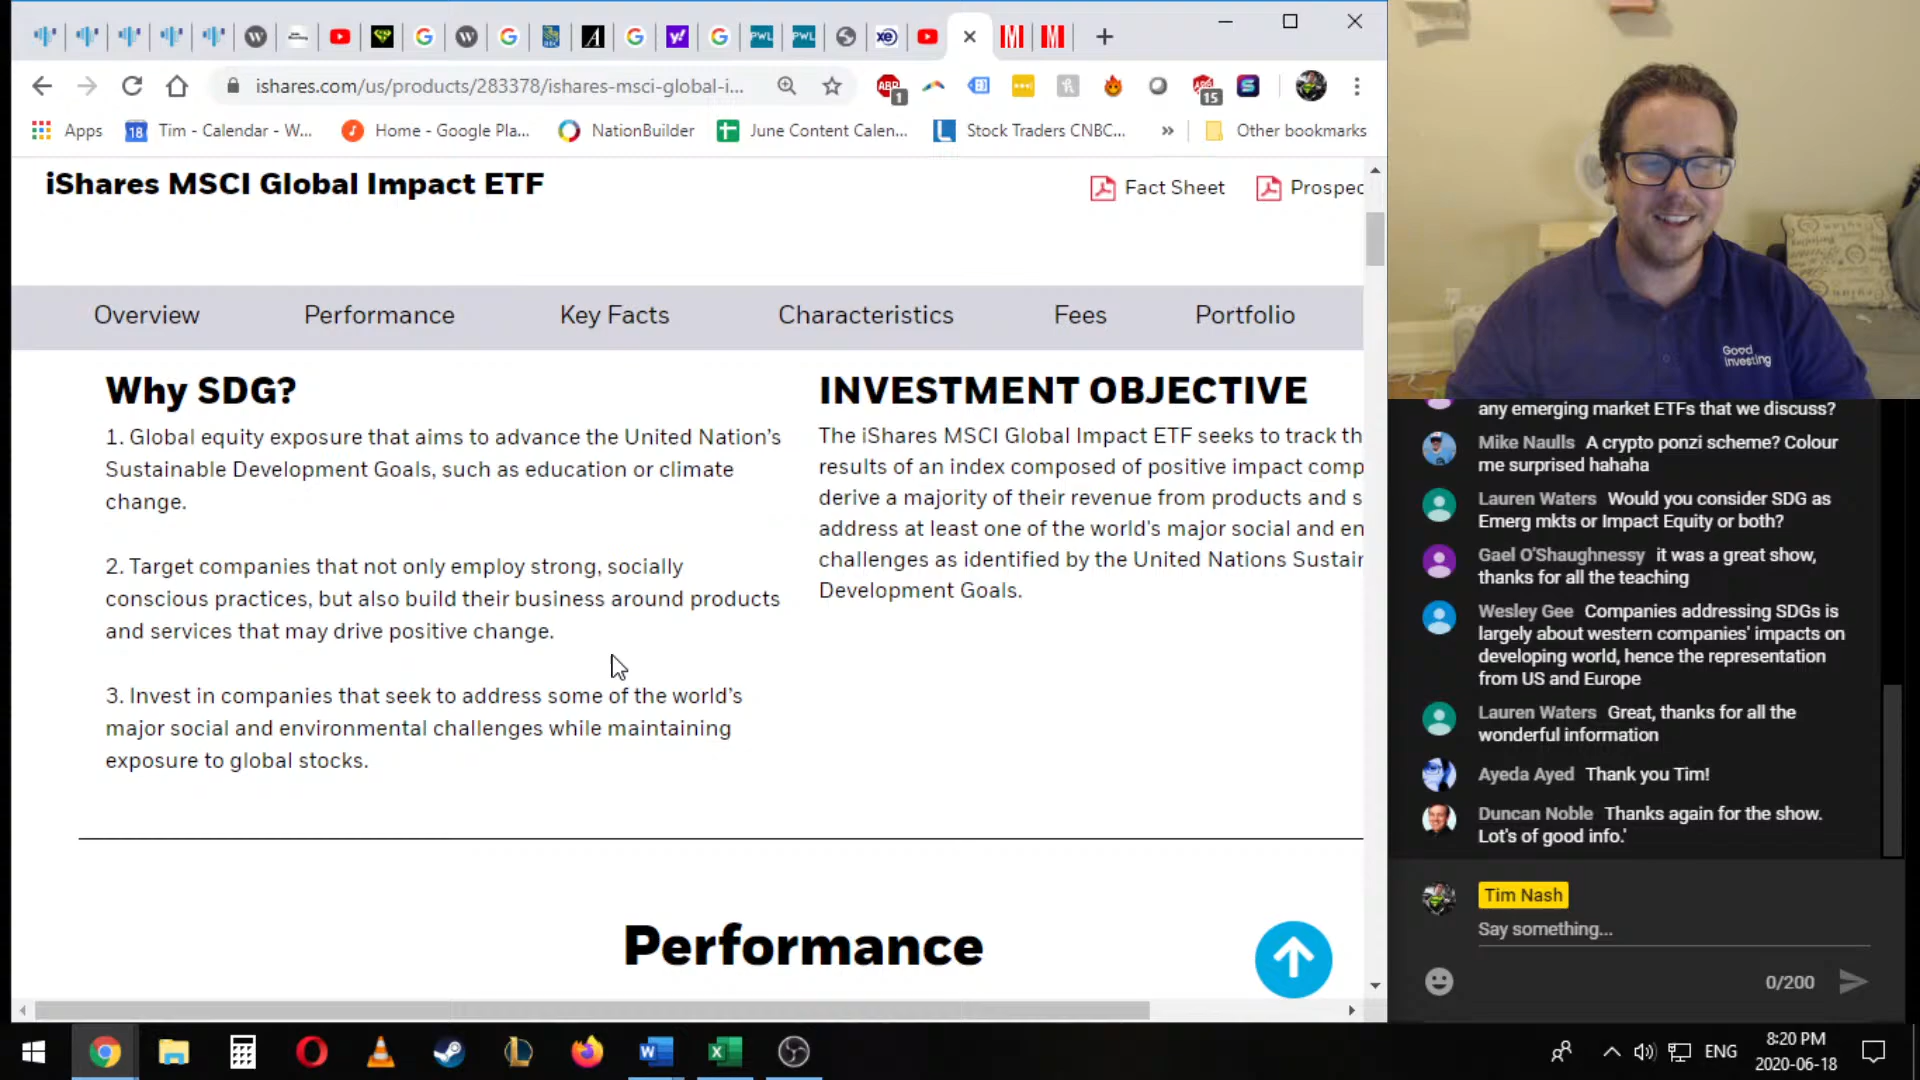 ishares.com/us/products/283378/ishares-msci-global-i...
ABP 1
15
Apps
18 Tim - Calendar - W...
Home - Google Pla...
NationBuilder
June Content Calen...
Stock Traders CNBC...
»
Other bookmarks
iShares MSCI Global Impact ETF
Fact Sheet
Prospec
Overview
Performance
Key Facts
Characteristics
Fees
Portfolio
Why SDG?
1. Global equity exposure that aims to advance the United Nation's
Sustainable Development Goals, such as education or climate
change.
2. Target companies that not only employ strong, socially
conscious practices, but also build their business around products
and services that may drive positive change.
3. Invest in companies that seek to address some of the world's
major social and environmental challenges while maintaining
exposure to global stocks.
INVESTMENT OBJECTIVE
The iShares MSCI Global Impact ETF seeks to track th
results of an index composed of positive impact comp
derive a majority of their revenue from products and s
address at least one of the world's major social and en
challenges as identified by the United Nations Sustain
Development Goals.
Performance
Good
Investing
any emerging market ETFs that we discuss?
Mike Naulls A crypto ponzi scheme? Colour
me surprised hahaha
Lauren Waters Would you consider SDG as
Emerg mkts or Impact Equity or both?
Gael O'Shaughnessy it was a great show,
thanks for all the teaching
Wesley Gee Companies addressing SDGs is
largely about western companies' impacts on
developing world, hence the representation
from US and Europe
Lauren Waters Great, thanks for all the
wonderful information
Ayeda Ayed Thank you Tim!
Duncan Noble Thanks again for the show.
Lot's of good info.'
Tim Nash
Say something...
0/200
ENG
8:20 PM
2020-06-18